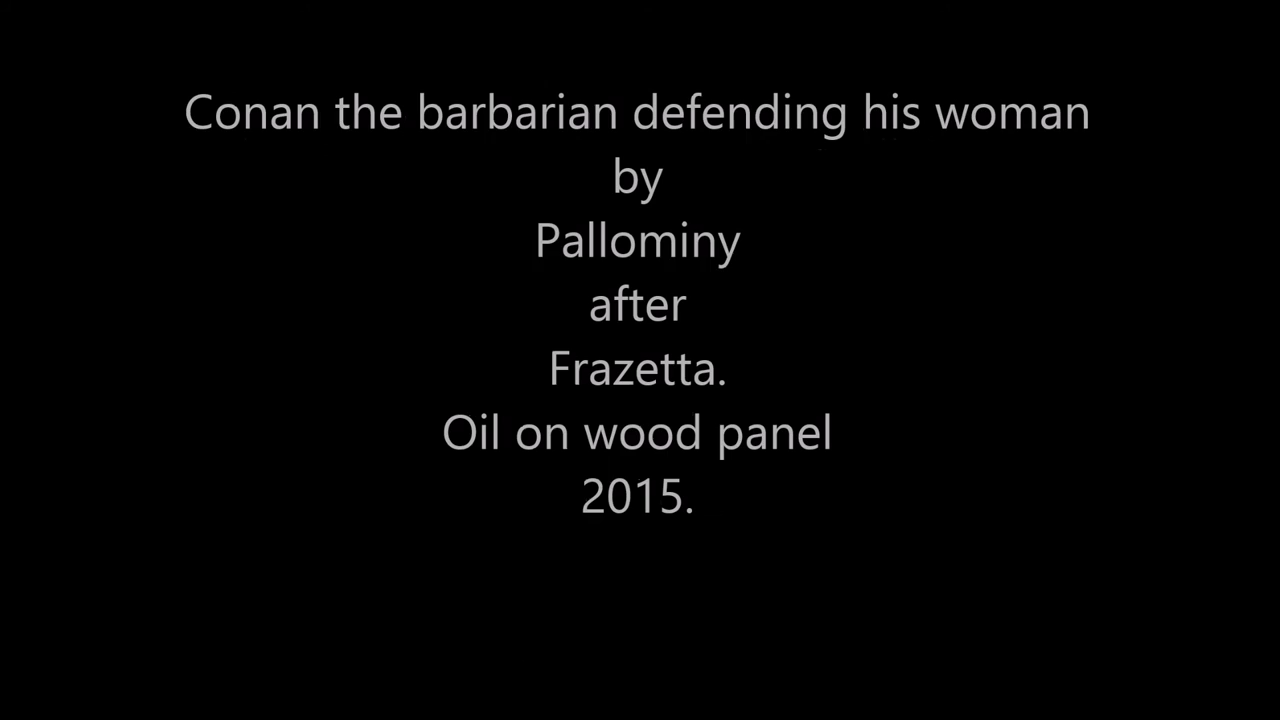 Conan the barbarian defending his woman
by
Pallominy
after
Frazetta.
Oil on wood panel
2015.